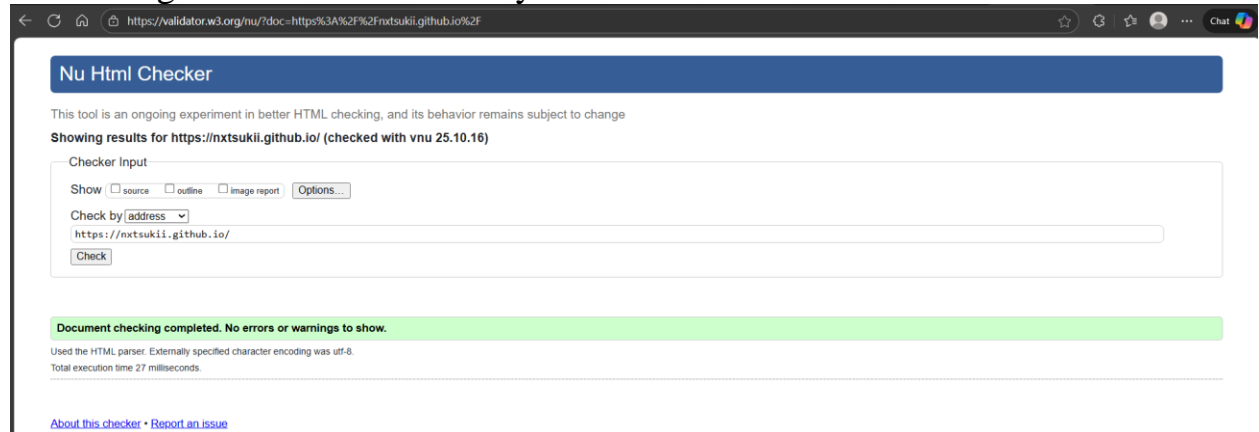 https://validator.w3.org/nu/?doc=https%3A%2F%2Fnxtsukii.github.io%2F
Chat
Nu Html Checker
This tool is an ongoing experiment in better HTML checking, and its behavior remains subject to change
Showing results for https://nxtsukii.github.io/ (checked with vnu 25.10.16)
Checker Input
Show source outline image report Options...
Check by address
https://nxtsukii.github.io/
Check
Document checking completed. No errors or warnings to show.
Used the HTML parser. Externally specified character encoding was utf-8.
Total execution time 27 milliseconds.
About this checker • Report an issue